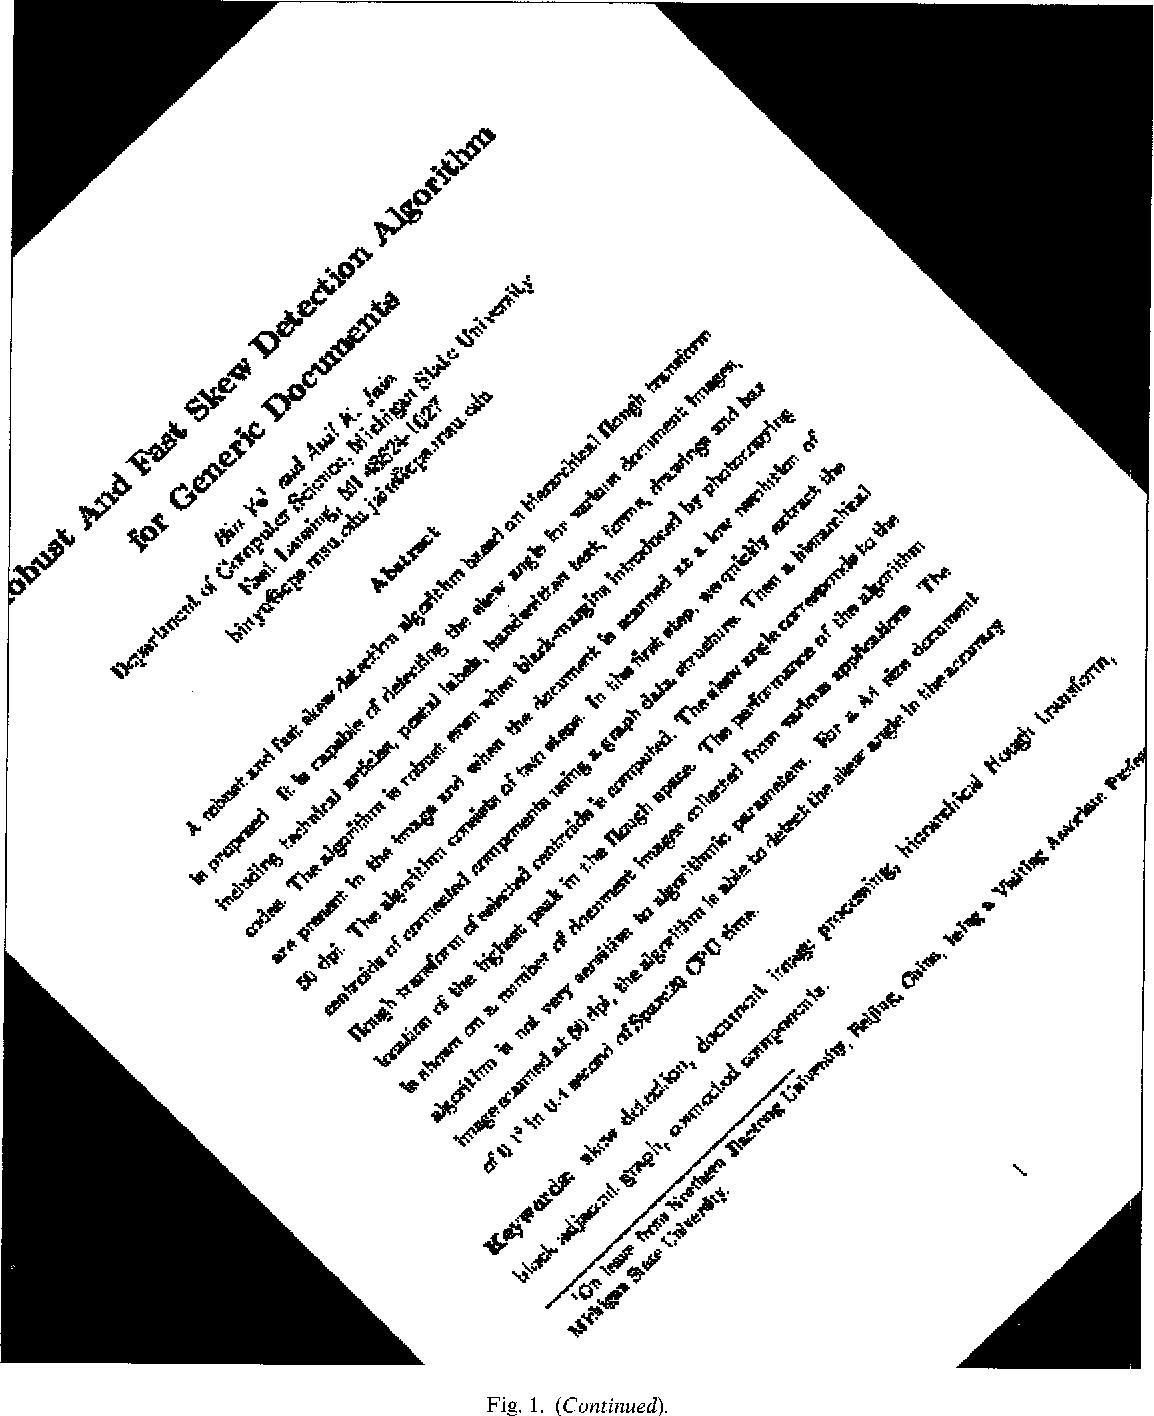 obust And Fast Skew Detection Algorithm
for Generic Documents
Bin Yu¹ and Anil K. Jain
Department of Computer Science, Michigan State University
East Lansing, MI 48824-1027
binyu@cps.msu.edu jain@cps.msu.edu
Abstract
A robust and fast skew detection algorithm based on hierarchical Hough transform
is proposed. It is capable of detecting the skew angle for various document images,
including technical articles, postal labels, handwritten text, forms, drawings and bar
codes. The algorithm is robust even when black-margins introduced by photocopying
are present in the image and when the document is scanned at a low resolution of
50 dpi. The algorithm consists of two steps. In the first step, we quickly extract the
centroids of connected components using a graph data structure. Then a hierarchical
Hough transform of selected centroids is computed. The skew angle corresponds to the
location of the highest peak in the Hough space. The performance of the algorithm
is shown on a number of document images collected from various applications. The
algorithm is not very sensitive to algorithmic parameters. For a A4 size document
image scanned at 50 dpi, the algorithm is able to detect the skew angle in the accuracy
of 0.1° in 0.4 second of Sparc20 CPU time.
Keywords: skew detection, document image processing, hierarchical Hough transform,
block adjacent graph, connected components.
¹On leave from Northern Jiaotong University, Beijing, China, being a Visiting Associate Profes
Michigan State University.
1
Fig. 1. (Continued).